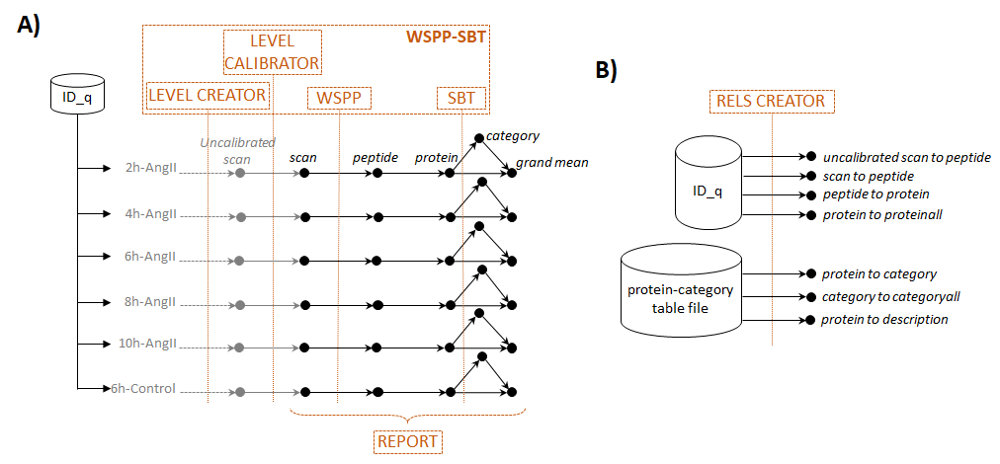 A)
WSPP-SBT
LEVEL
CALIBRATOR
ID_q
LEVEL CREATOR
WSPP
SBT
Uncalibrated
scan
scan
peptide
protein
category
grand mean
2h-AngII
4h-AngII
6h-AngII
8h-AngII
10h-AngII
6h-Control
REPORT
B)
RELS CREATOR
ID_q
uncalibrated scan to peptide
scan to peptide
peptide to protein
protein to proteinall
protein-category
table file
protein to category
category to categoryall
protein to description